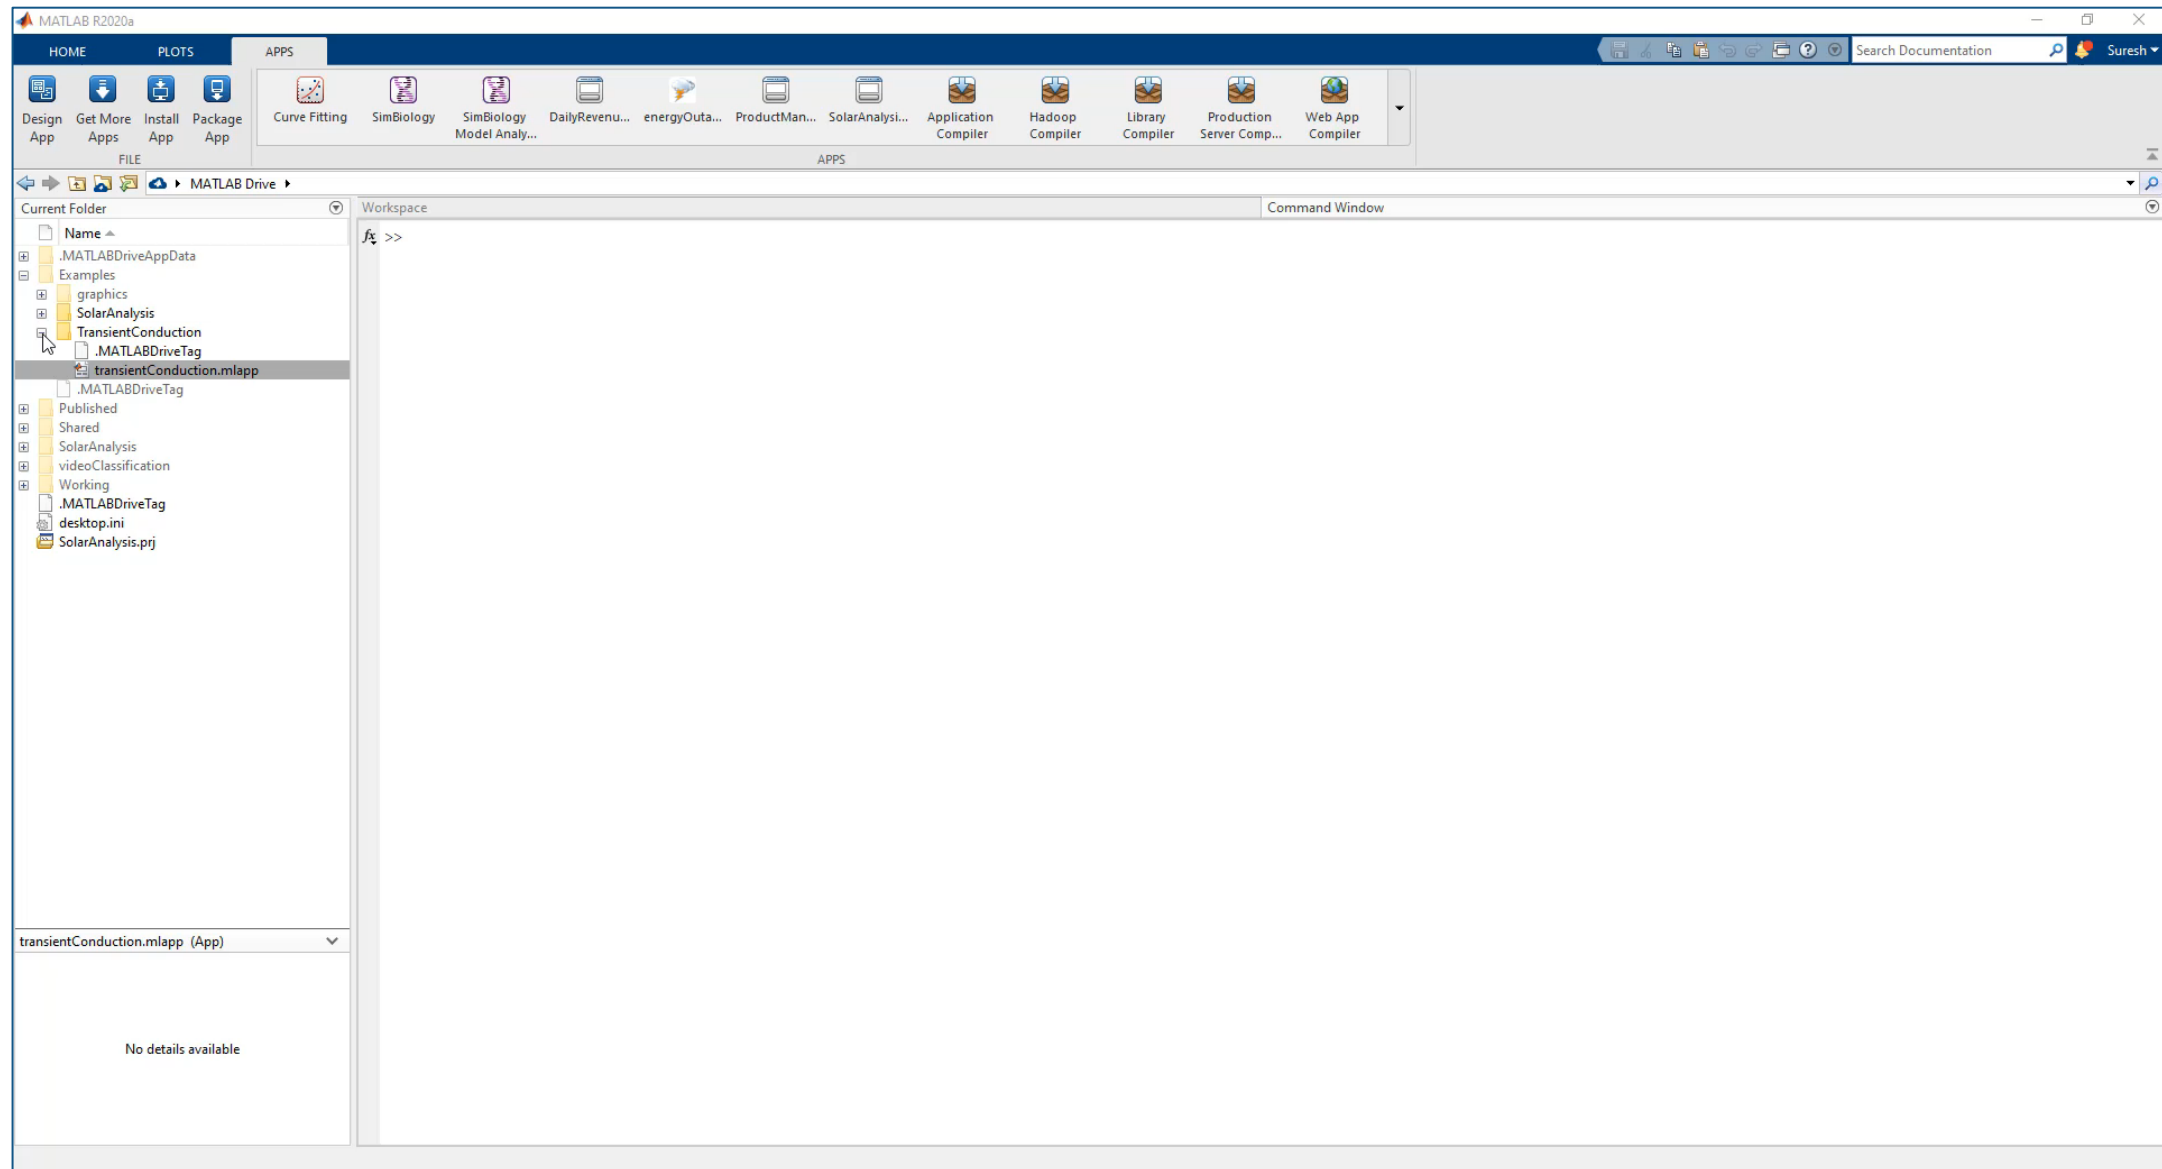 MATLAB R2020a
HOME PLOTS APPS
Search Documentation
Suresh
Design App
Get More Apps
Install App
Package App
Curve Fitting
SimBiology
SimBiology Model Analy...
DailyRevenu...
energyOuta...
ProductMan...
SolarAnalysi...
Application Compiler
Hadoop Compiler
Library Compiler
Production Server Comp...
Web App Compiler
FILE
APPS
MATLAB Drive
Current Folder
Workspace
Command Window
Name
fx >>
.MATLABDriveAppData
Examples
graphics
SolarAnalysis
TransientConduction
.MATLABDriveTag
transientConduction.mlapp
.MATLABDriveTag
Published
Shared
SolarAnalysis
videoClassification
Working
.MATLABDriveTag
desktop.ini
SolarAnalysis.prj
transientConduction.mlapp (App)
No details available